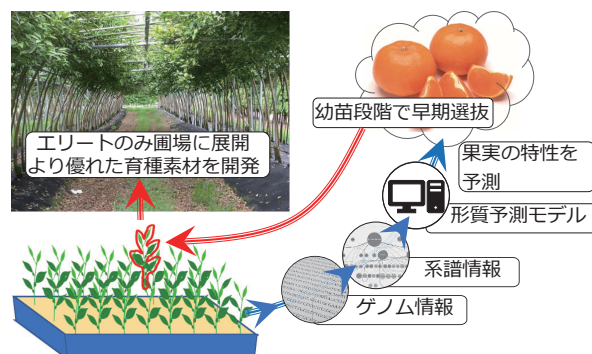 エリートのみ圃場に展開
より優れた育種素材を開発
幼苗段階で早期選抜
果実の特性を
予測
形質予測モデル
系譜情報
ゲノム情報